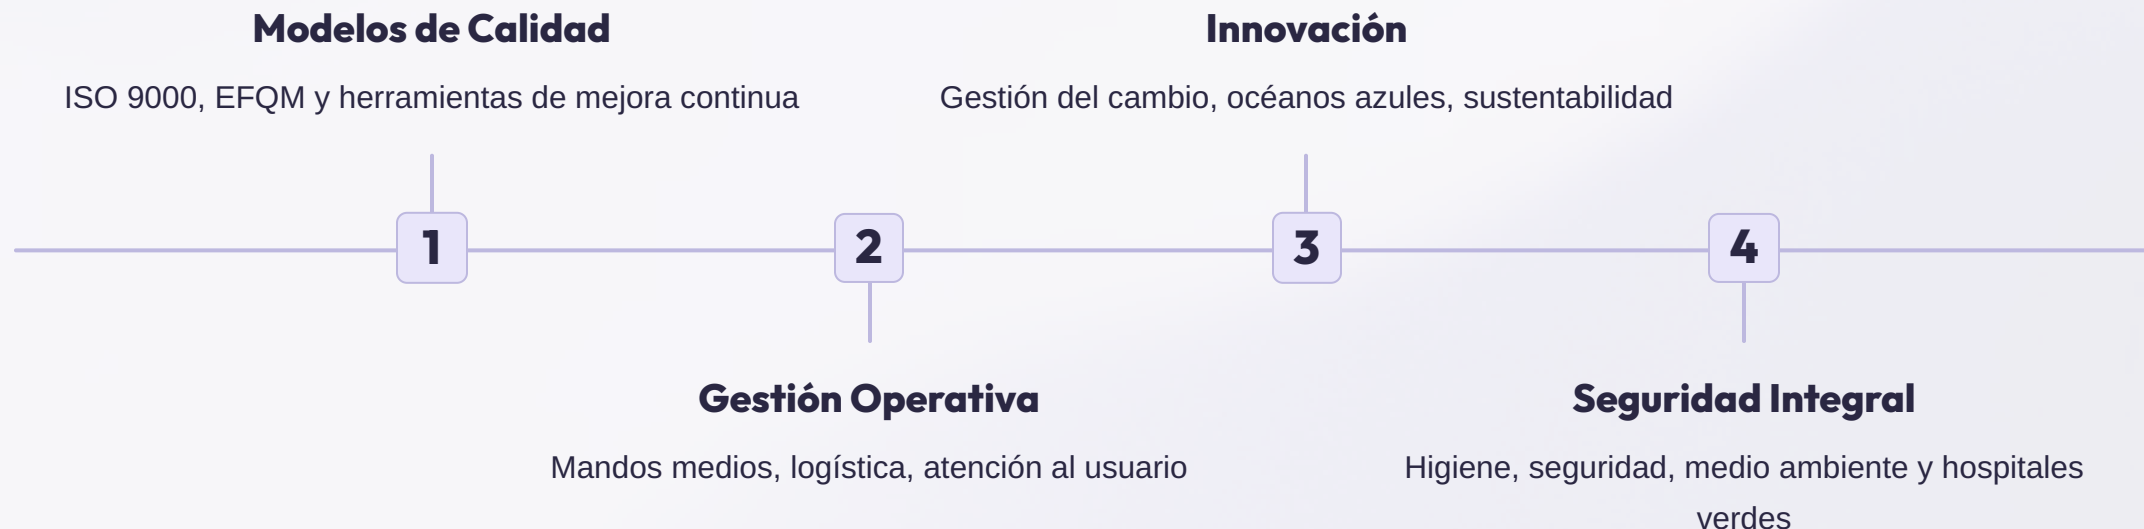 Modelos de Calidad
ISO 9000, EFQM y herramientas de mejora continua
1
Gestión Operativa
Mandos medios, logística, atención al usuario
2
Innovación
Gestión del cambio, océanos azules, sustentabilidad
3
Seguridad Integral
Higiene, seguridad, medio ambiente y hospitales
verdes
4